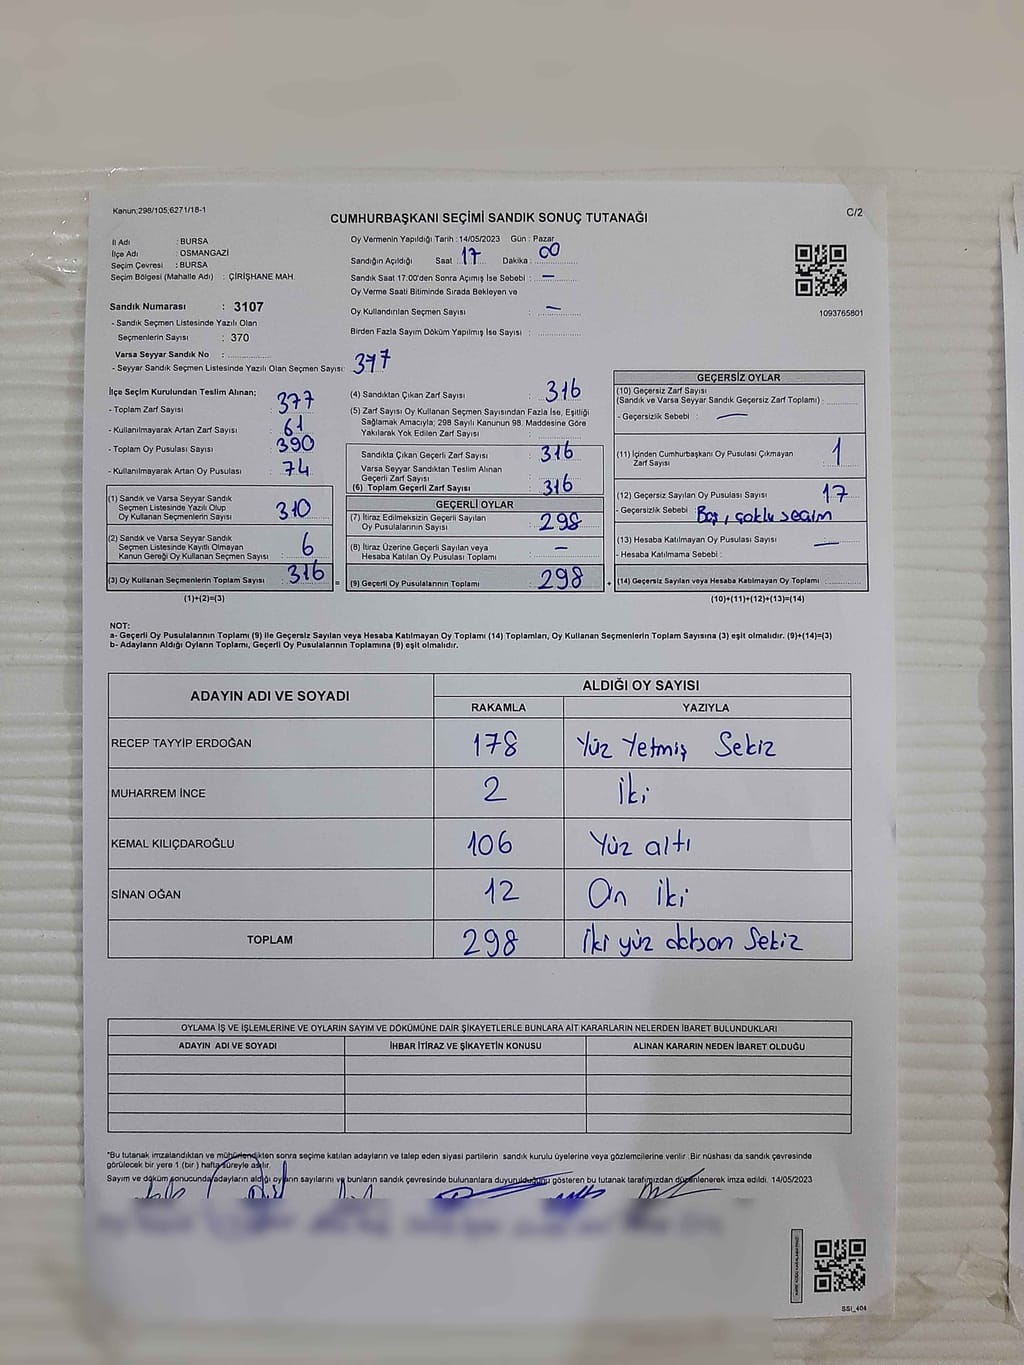 Kanun:298/105;6271/18-1
CUMHURBAŞKANI SEÇİMİ SANDIK SONUÇ TUTANAĞI
C/2
İl Adı : BURSA
İlçe Adı : OSMANGAZİ
Seçim Çevresi : BURSA
Seçim Bölgesi (Mahalle Adı) : ÇİRİŞHANE MAH.
Oy Vermenin Yapıldığı Tarih : 14/05/2023 Gün : Pazar
Sandığın Açıldığı Saat 17 Dakika : 00
Sandık Saat 17:00'den Sonra Açımış İse Sebebi : —
Oy Verme Saati Bitiminde Sırada Bekleyen ve
Oy Kullandırılan Seçmen Sayısı : —
Birden Fazla Sayım Döküm Yapılmış İse Sayısı :
1093765801
Sandık Numarası : 3107
- Sandık Seçmen Listesinde Yazılı Olan
Seçmenlerin Sayısı : 370
Varsa Seyyar Sandık No :
- Seyyar Sandık Seçmen Listesinde Yazılı Olan Seçmen Sayısı: 377
İlçe Seçim Kurulundan Teslim Alınan;
- Toplam Zarf Sayısı : 377
- Kullanılmayarak Artan Zarf Sayısı : 61
- Toplam Oy Pusulası Sayısı : 390
- Kullanılmayarak Artan Oy Pusulası : 74
(1) Sandık ve Varsa Seyyar Sandık
Seçmen Listesinde Yazılı Olup
Oy Kullanan Seçmenlerin Sayısı : 310
(2) Sandık ve Varsa Seyyar Sandık
Seçmen Listesinde Kayıtlı Olmayan
Kanun Gereği Oy Kullanan Seçmen Sayısı : 6
(3) Oy Kullanan Seçmenlerin Toplam Sayısı : 316
(1)+(2)=(3)
(4) Sandıktan Çıkan Zarf Sayısı : 316
(5) Zarf Sayısı Oy Kullanan Seçmen Sayısından Fazla İse, Eşitliği
Sağlamak Amacıyla; 298 Sayılı Kanunun 98. Maddesine Göre
Yakılarak Yok Edilen Zarf Sayısı :
Sandıkta Çıkan Geçerli Zarf Sayısı : 316
Varsa Seyyar Sandıktan Teslim Alınan
Geçerli Zarf Sayısı :
(6) Toplam Geçerli Zarf Sayısı : 316
GEÇERLİ OYLAR
(7) İtiraz Edilmeksizin Geçerli Sayılan
Oy Pusulalarının Sayısı : 298
(8) İtiraz Üzerine Geçerli Sayılan veya
Hesaba Katılan Oy Pusulası Toplamı : —
(9) Geçerli Oy Pusulalarının Toplamı : 298
GEÇERSİZ OYLAR
(10) Geçersiz Zarf Sayısı
(Sandık ve Varsa Seyyar Sandık Geçersiz Zarf Toplamı) :
- Geçersizlik Sebebi : —
(11) İçinden Cumhurbaşkanı Oy Pusulası Çıkmayan
Zarf Sayısı : 1
(12) Geçersiz Sayılan Oy Pusulası Sayısı : 17
- Geçersizlik Sebebi : Boş, çoklu seçim
(13) Hesaba Katılmayan Oy Pusulası Sayısı : —
- Hesaba Katılmama Sebebi :
(14) Geçersiz Sayılan veya Hesaba Katılmayan Oy Toplamı :
(10)+(11)+(12)+(13)=(14)
NOT:
a- Geçerli Oy Pusulalarının Toplamı (9) ile Geçersiz Sayılan veya Hesaba Katılmayan Oy Toplamı (14) Toplamları, Oy Kullanan Seçmenlerin Toplam Sayısına (3) eşit olmalıdır. (9)+(14)=(3)
b- Adayların Aldığı Oyların Toplamı, Geçerli Oy Pusulalarının Toplamına (9) eşit olmalıdır.
ADAYIN ADI VE SOYADI
ALDIĞI OY SAYISI
RAKAMLA YAZIYLA
RECEP TAYYİP ERDOĞAN 178 Yüz Yetmiş Sekiz
MUHARREM İNCE 2 İki
KEMAL KILIÇDAROĞLU 106 Yüz altı
SİNAN OĞAN 12 On İki
TOPLAM 298 İki yüz doksan Sekiz
OYLAMA İŞ VE İŞLEMLERİNE VE OYLARIN SAYIM VE DÖKÜMÜNE DAİR ŞİKAYETLERLE BUNLARA AİT KARARLARIN NELERDEN İBARET BULUNDUKLARI
ADAYIN ADI VE SOYADI İHBAR İTİRAZ VE ŞİKAYETİN KONUSU ALINAN KARARIN NEDEN İBARET OLDUĞU
*Bu tutanak imzalandıktan ve mühürlendikten sonra seçime katılan adayların ve talep eden siyasi partilerin sandık kurulu üyelerine veya gözlemcilerine verilir .Bir nüshası da sandık çevresinde
görülecek bir yere 1 (bir ) hafta süreyle asılır.
Sayım ve döküm sonucunda adayların aldığı oyların sayılarını ve bunların sandık çevresinde bulunanlara duyurulduğunu gösteren bu tutanak tarafımızdan düzenlenerek imza edildi. 14/05/2023
SSI_404